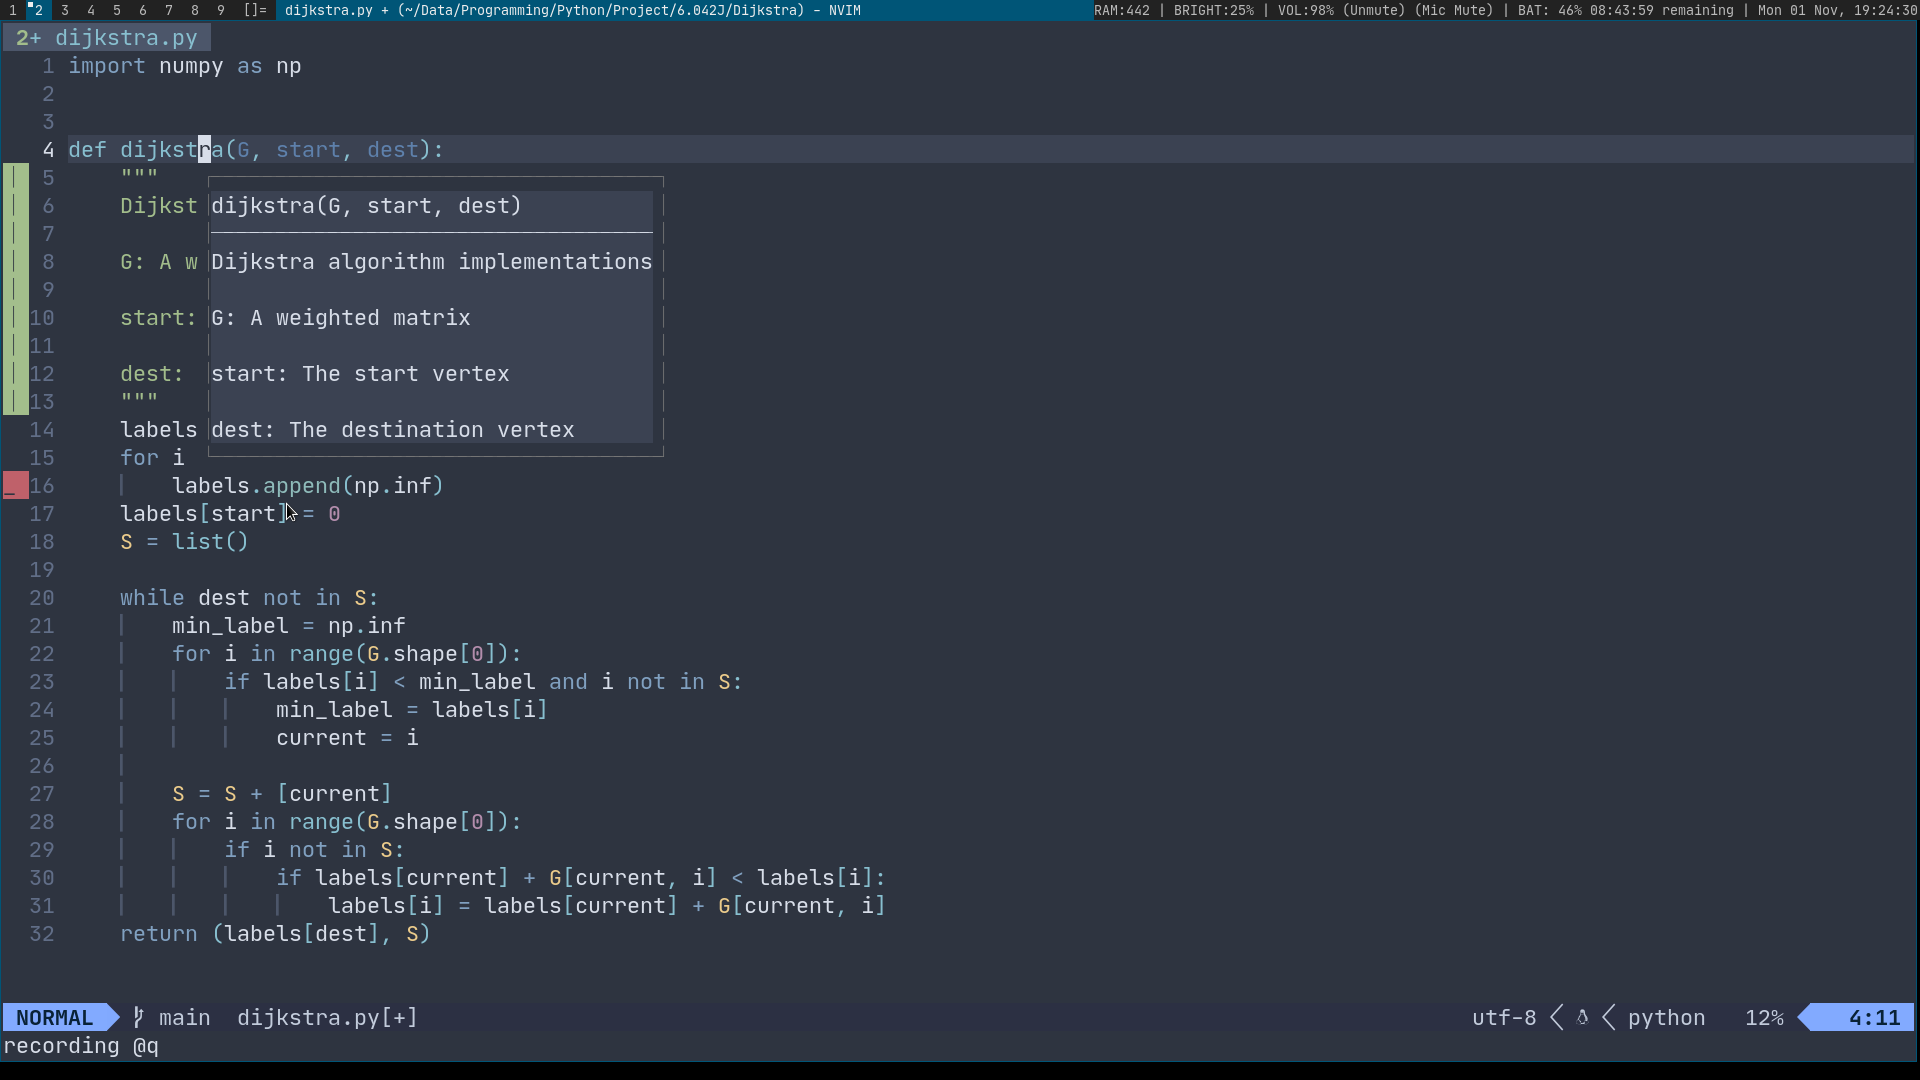 1 2 3 4 5 6 7 8 9 []= dijkstra.py + (~/Data/Programming/Python/Project/6.042J/Dijkstra) - NVIM RAM:442 | BRIGHT:25% | VOL:98% (Unmute) (Mic Mute) | BAT: 46% 08:43:59 remaining | Mon 01 Nov, 19:24:30
2+ dijkstra.py
1 import numpy as np
2
3
4 def dijkstra(G, start, dest):
5 """
6 Dijkst dijkstra(G, start, dest)
7
8 G: A w Dijkstra algorithm implementations
9
10 start: G: A weighted matrix
11
12 dest: start: The start vertex
13 """
14 labels dest: The destination vertex
15 for i
_ 16 labels.append(np.inf)
17 labels[start] = 0
18 S = list()
19
20 while dest not in S:
21 min_label = np.inf
22 for i in range(G.shape[0]):
23 if labels[i] < min_label and i not in S:
24 min_label = labels[i]
25 current = i
26
27 S = S + [current]
28 for i in range(G.shape[0]):
29 if i not in S:
30 if labels[current] + G[current, i] < labels[i]:
31 labels[i] = labels[current] + G[current, i]
32 return (labels[dest], S)
NORMAL main dijkstra.py[+] utf-8 python 12% 4:11
recording @q